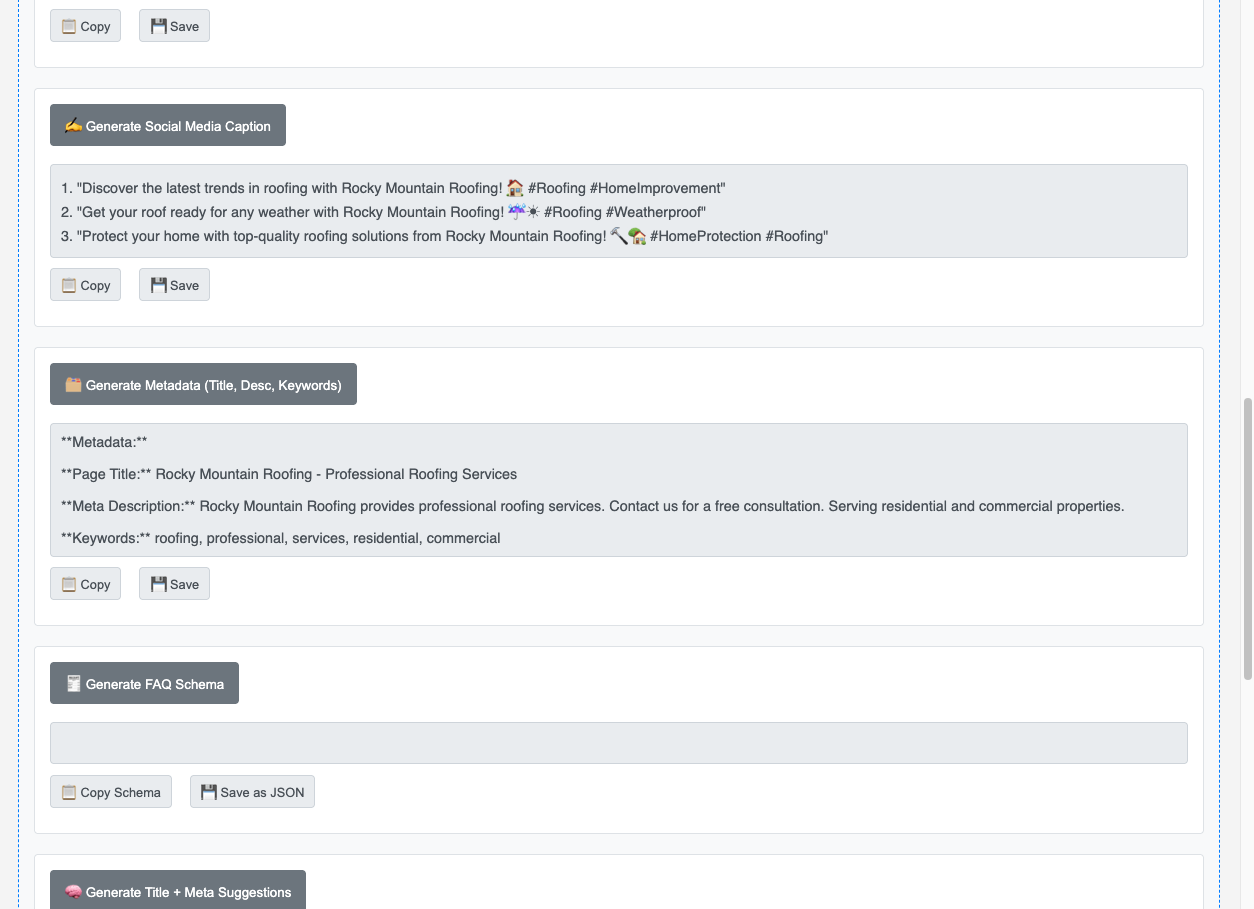 📋 Copy 💾 Save
✍️ Generate Social Media Caption
1. "Discover the latest trends in roofing with Rocky Mountain Roofing! 🏠 #Roofing #HomeImprovement"
2. "Get your roof ready for any weather with Rocky Mountain Roofing! ☔☀ #Roofing #Weatherproof"
3. "Protect your home with top-quality roofing solutions from Rocky Mountain Roofing! 🔨🏡 #HomeProtection #Roofing"
📋 Copy 💾 Save
🗂️ Generate Metadata (Title, Desc, Keywords)
**Metadata:**
**Page Title:** Rocky Mountain Roofing - Professional Roofing Services
**Meta Description:** Rocky Mountain Roofing provides professional roofing services. Contact us for a free consultation. Serving residential and commercial properties.
**Keywords:** roofing, professional, services, residential, commercial
📋 Copy 💾 Save
🧾 Generate FAQ Schema
📋 Copy Schema 💾 Save as JSON
🧠 Generate Title + Meta Suggestions